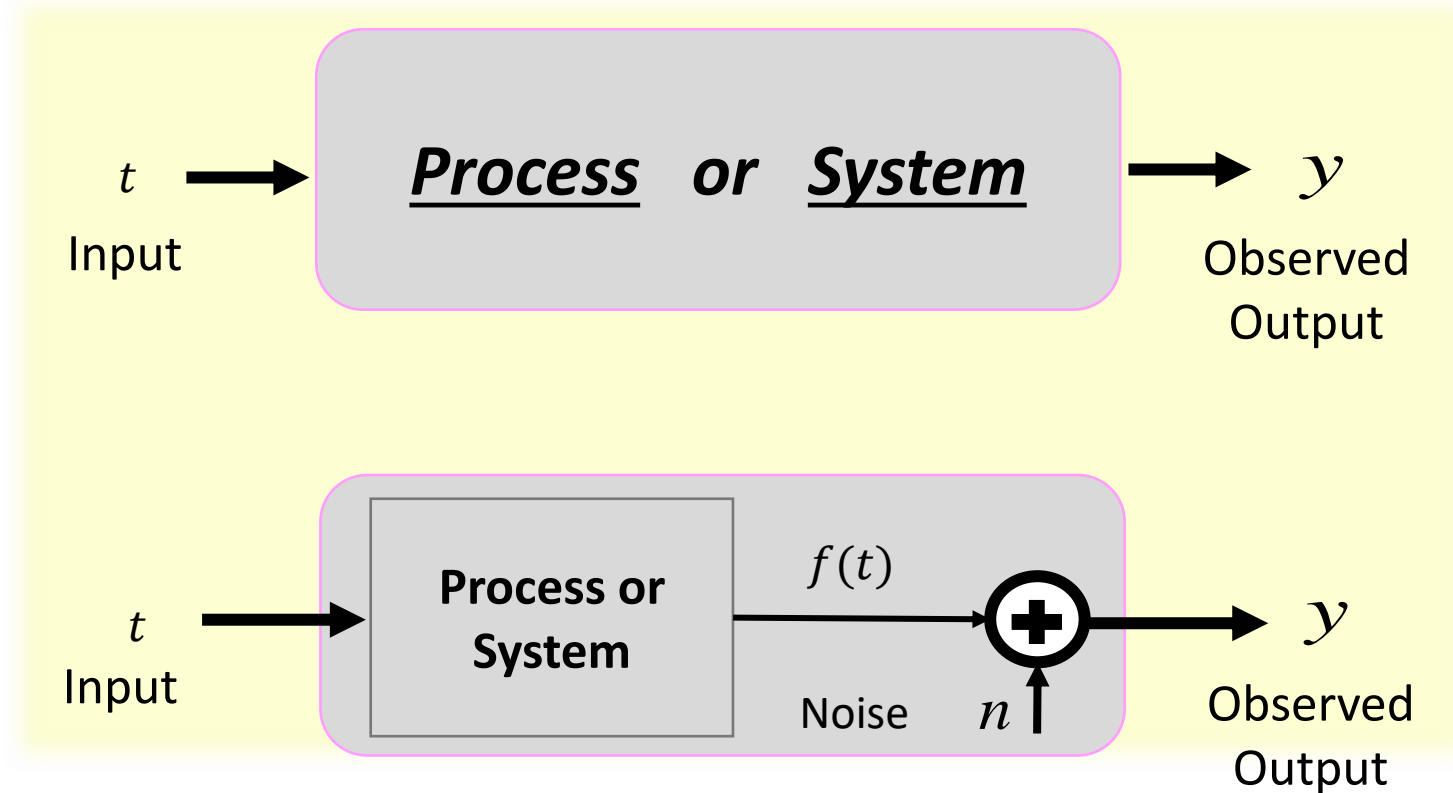 t
Input
Process or System
y
Observed
Output
t
Input
Process or
System
f(t)
Noise n
y
Observed
Output